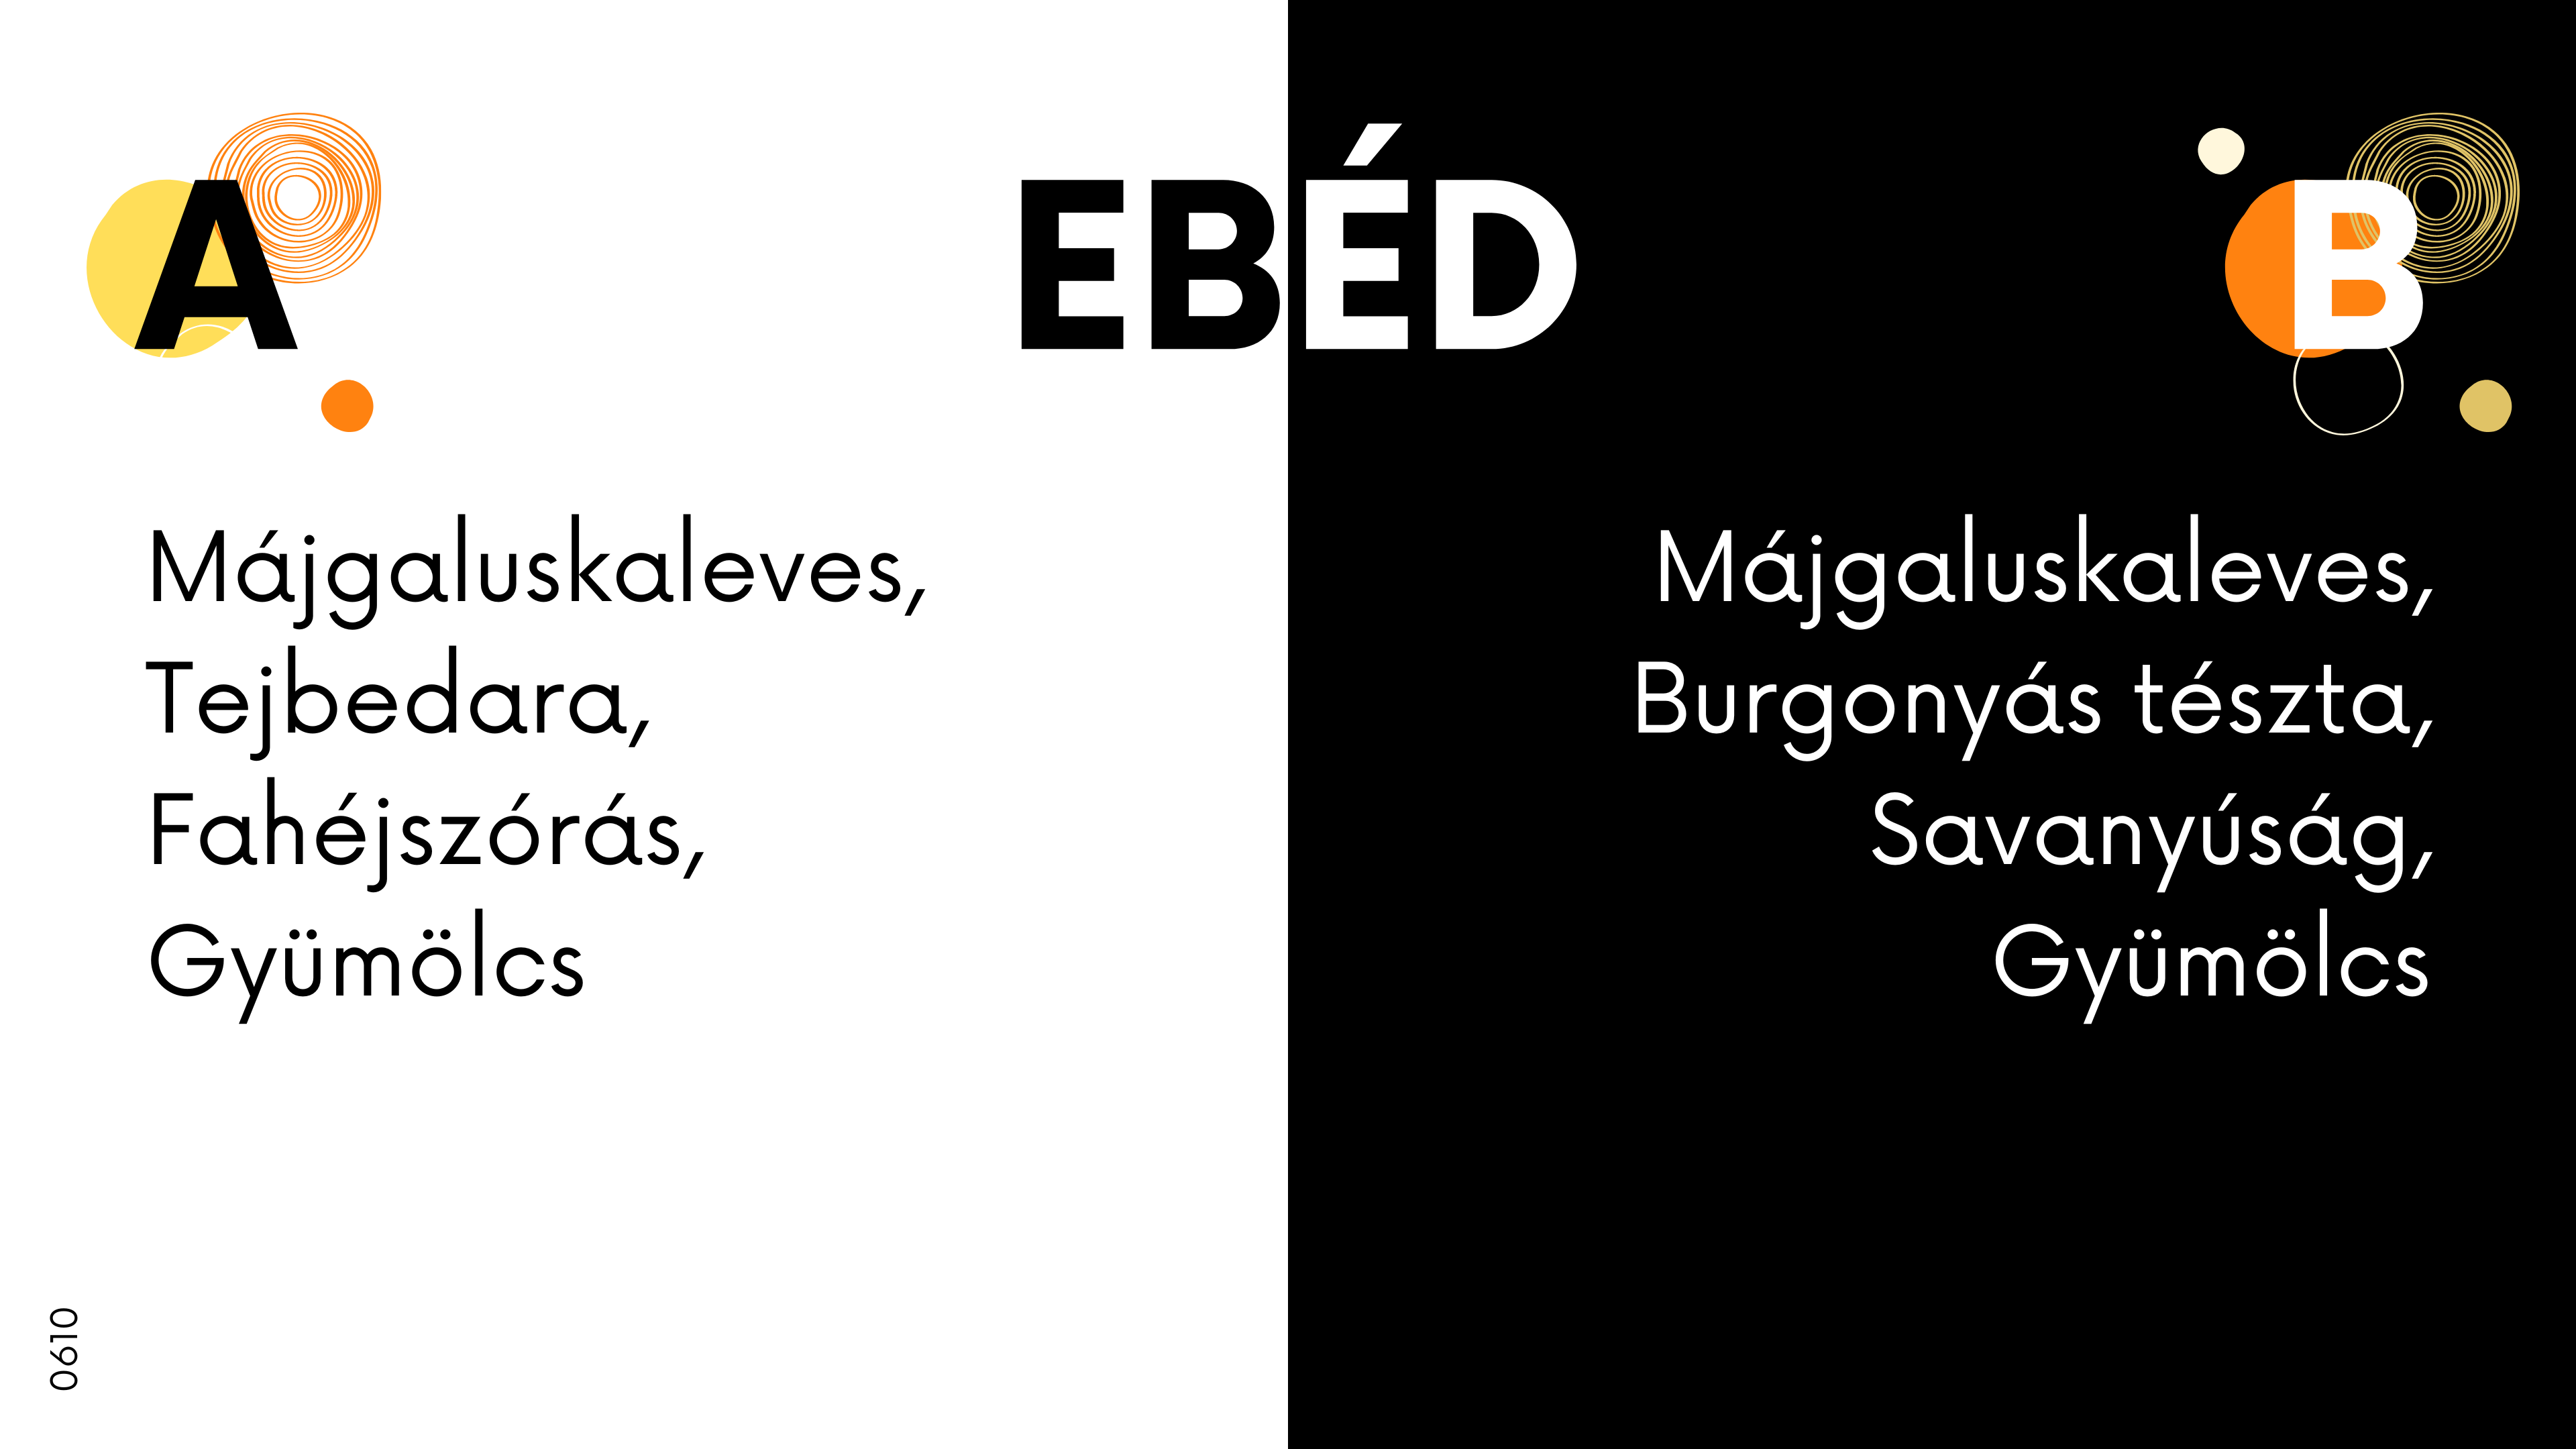 A
EBÉD
B
Májgaluskaleves,
Tejbedara,
Fahéjszórás,
Gyümölcs
Májgaluskaleves,
Burgonyás tészta,
Savanyúság,
Gyümölcs
0610